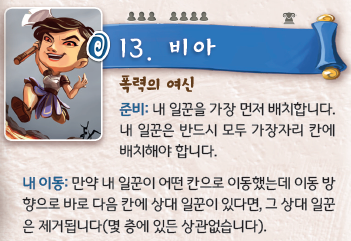 13. 비아
폭력의 여신
준비: 내 일꾼을 가장 먼저 배치합니다.
내 일꾼은 반드시 모두 가장자리 칸에
배치해야 합니다.
내 이동: 만약 내 일꾼이 어떤 칸으로 이동했는데 이동 방
향으로 바로 다음 칸에 상대 일꾼이 있다면, 그 상대 일꾼
은 제거됩니다(몇 층에 있든 상관없습니다).